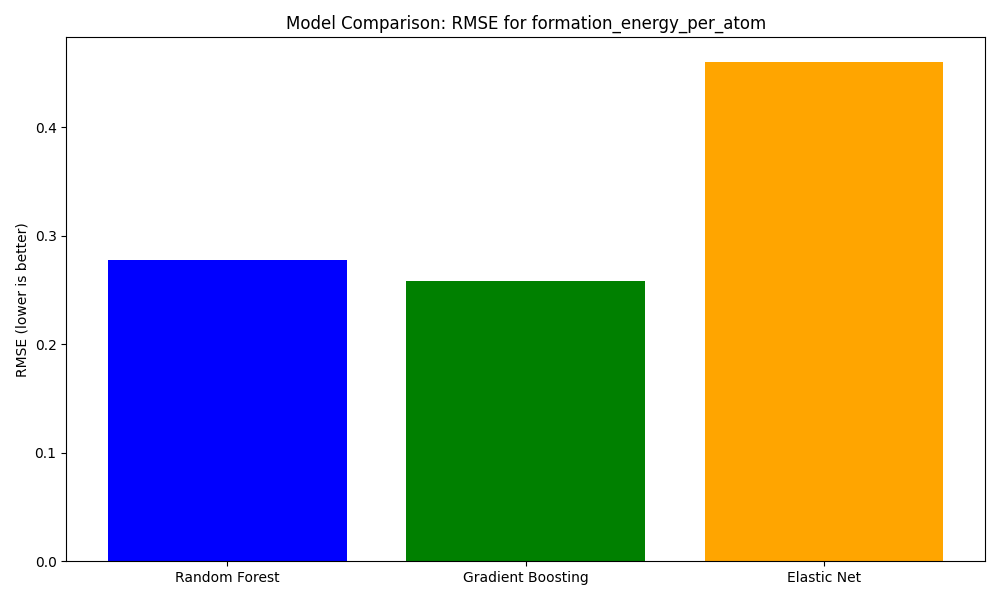 Model Comparison: RMSE for formation_energy_per_atom
RMSE (lower is better)
0.4
0.3
0.2
0.1
0.0
Random Forest
Gradient Boosting
Elastic Net